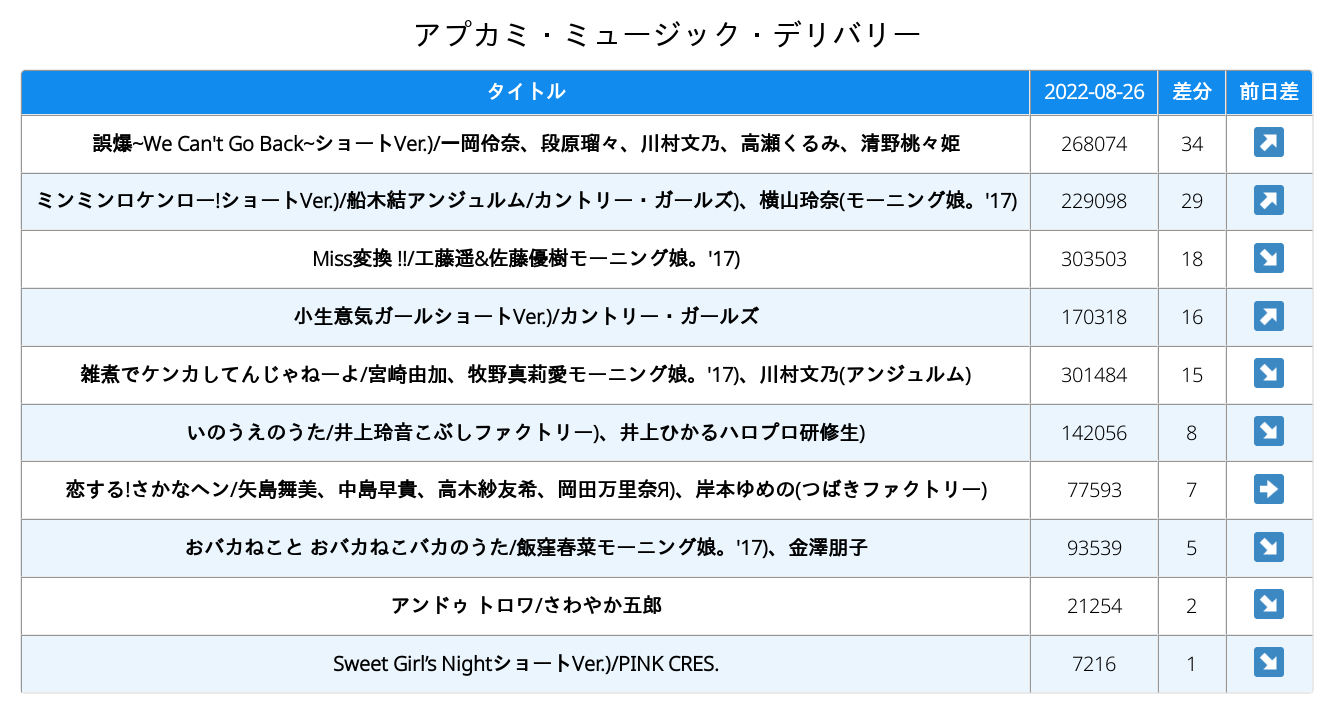 アプカミ・ミュージック・デリバリー
タイトル 2022-08-26 差分 前日差
誤爆~We Can't Go Back~ショートVer.)/一岡伶奈、段原瑠々、川村文乃、高瀬くるみ、清野桃々姫 268074 34
ミンミンロケンロー!ショートVer.)/船木結アンジュルム/カントリー・ガールズ)、横山玲奈(モーニング娘。'17) 229098 29
Miss変換 !!/工藤遥&佐藤優樹モーニング娘。'17) 303503 18
小生意気ガールショートVer.)/カントリー・ガールズ 170318 16
雑煮でケンカしてんじゃねーよ/宮崎由加、牧野真莉愛モーニング娘。'17)、川村文乃(アンジュルム) 301484 15
いのうえのうた/井上玲音こぶしファクトリー)、井上ひかるハロプロ研修生) 142056 8
恋する!さかなヘン/矢島舞美、中島早貴、高木紗友希、岡田万里奈Я)、岸本ゆめの(つばきファクトリー) 77593 7
おバカねこと おバカねこバカのうた/飯窪春菜モーニング娘。'17)、金澤朋子 93539 5
アンドゥ トロワ/さわやか五郎 21254 2
Sweet Girl’s NightショートVer.)/PINK CRES. 7216 1